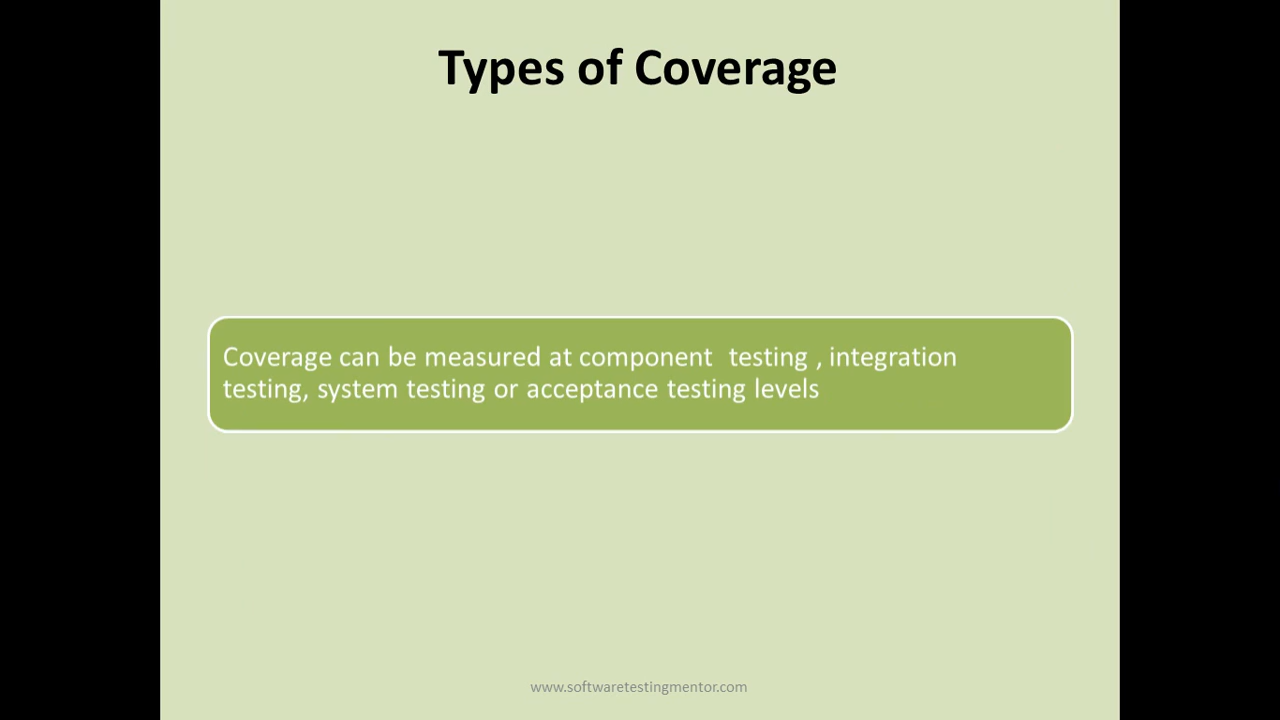 Types of Coverage
Coverage can be measured at component  testing , integration
testing, system testing or acceptance testing levels
www.softwaretestingmentor.com